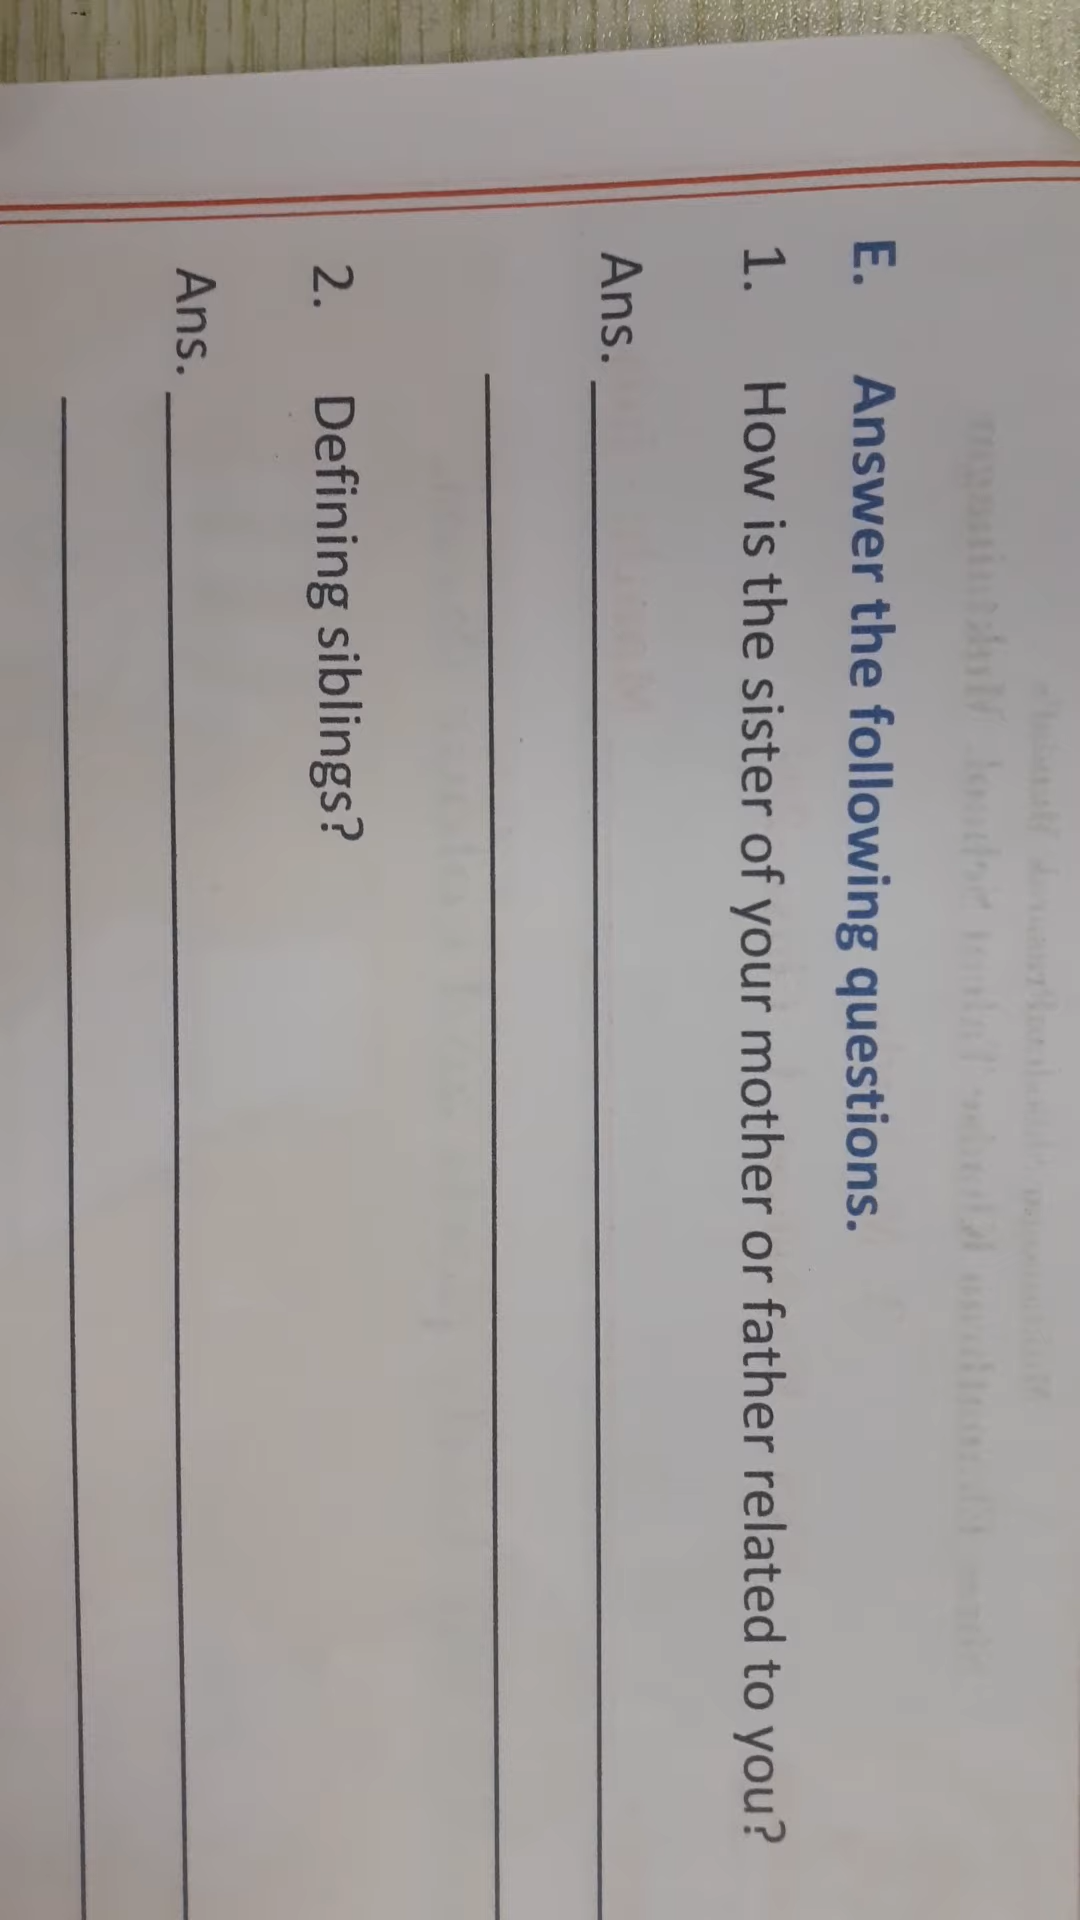 E. Answer the following questions.
1. How is the sister of your mother or father related to you?
Ans.
2. Defining siblings?
Ans.